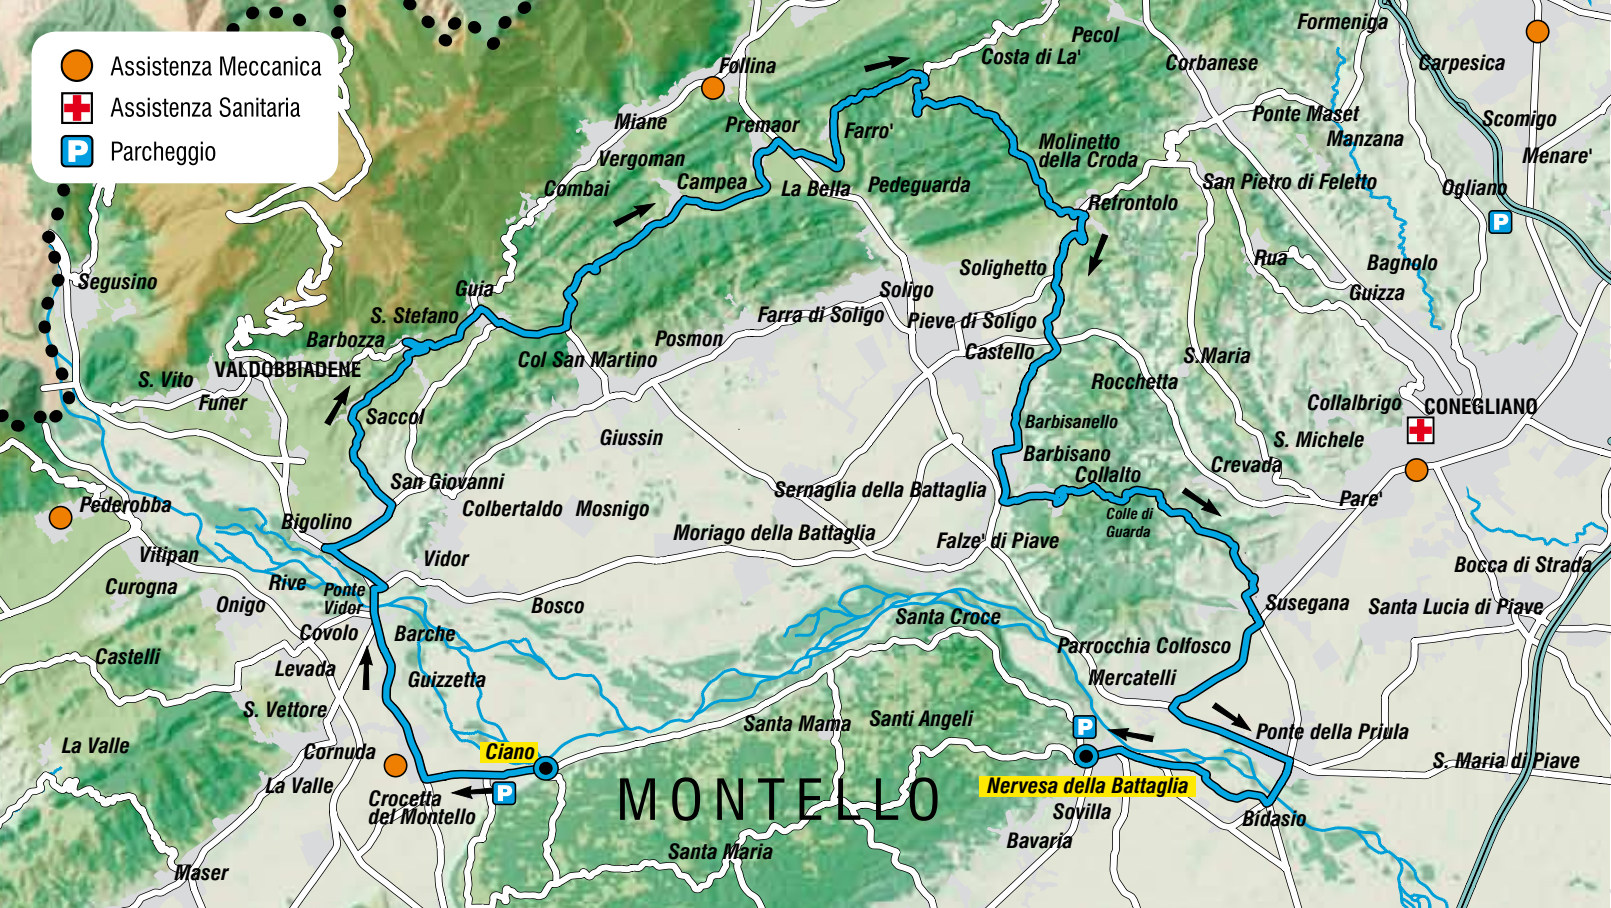 Assistenza Meccanica
Assistenza Sanitaria
P Parcheggio
Formeniga
Pecol
Costa di La'
Corbanese
Carpesica
Follina
Miane
Premaor
Farro'
Ponte Maset
Scomigo
Manzana
Menare'
Vergoman
Molinetto
della Croda
Combai
Campea
La Bella
Pedeguarda
San Pietro di Feletto
Ogliano
P
Refrontolo
Segusino
Solighetto
Rua
Bagnolo
Guia
Soligo
Guizza
S. Stefano
Farra di Soligo
Pieve di Soligo
Barbozza
Posmon
Castello
S.Maria
VALDOBBIADENE
Col San Martino
S. Vito
Rocchetta
Funer
Collalbrigo
CONEGLIANO
Saccol
Barbisanello
Giussin
S. Michele
Barbisano
Crevada
San Giovanni
Collalto
Sernaglia della Battaglia
Pare'
Pederobba
Colbertaldo
Mosnigo
Colle di
Guarda
Bigolino
Moriago della Battaglia
Falze' di Piave
Vitipan
Vidor
Bocca di Strada
Curogna
Rive
Ponte
Vidor
Onigo
Bosco
Susegana
Santa Lucia di Piave
Santa Croce
Covolo
Barche
Parrocchia Colfosco
Castelli
Levada
Guizzetta
Mercatelli
S. Vettore
Santa Mama
Santi Angeli
P
Ponte della Priula
La Valle
Cornuda
Ciano
S. Maria di Piave
La Valle
Nervesa della Battaglia
P
Crocetta
del Montello
MONTELLO
Sovilla
Bidasio
Bavaria
Santa Maria
Maser